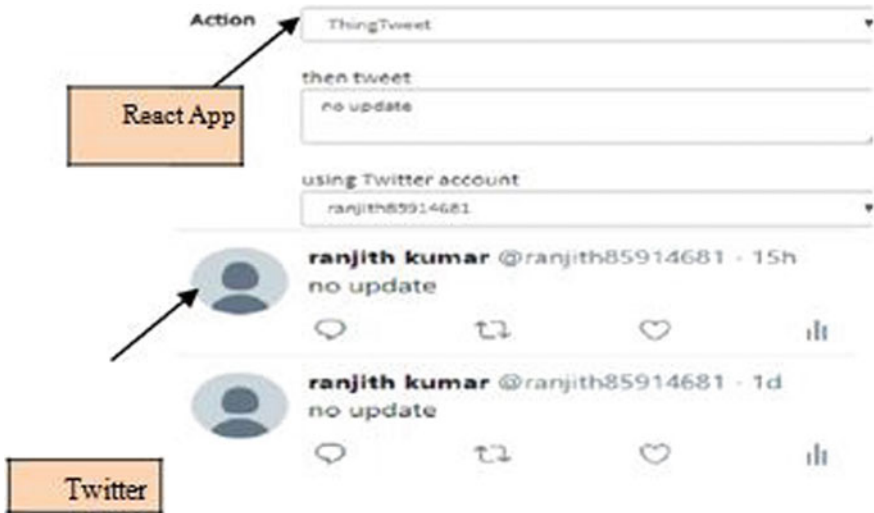 Action
ThingTweet
React App
then tweet
no update
using Twitter account
ranjith85914681
ranjith kumar @ranjith85914681 · 15h
no update
ranjith kumar @ranjith85914681 · 1d
no update
Twitter